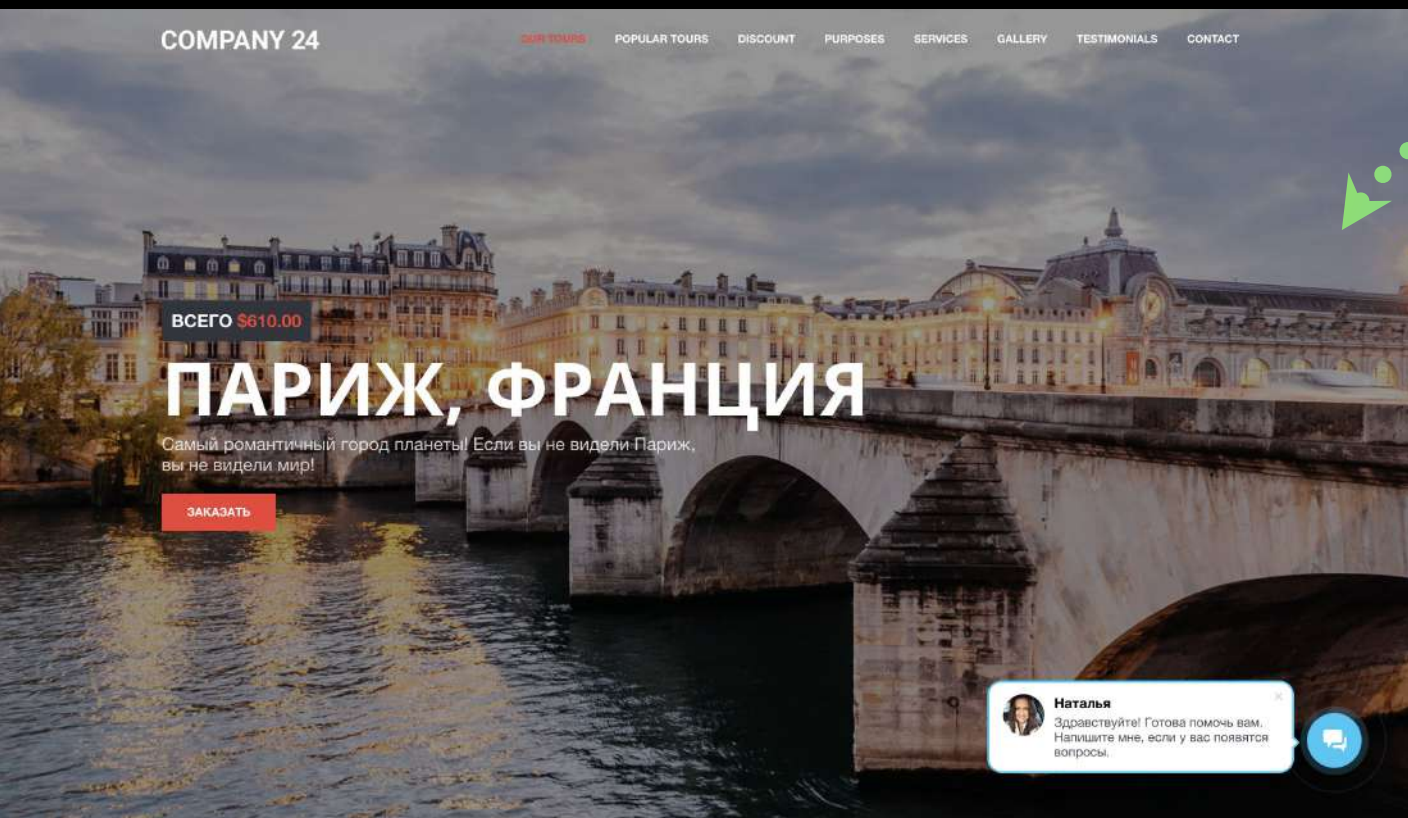 COMPANY 24
OUR TOURS POPULAR TOURS DISCOUNT PURPOSES SERVICES GALLERY TESTIMONIALS CONTACT
ВСЕГО $610.00
ПАРИЖ, ФРАНЦИЯ
Самый романтичный город планеты! Если вы не видели Париж,
вы не видели мир!
ЗАКАЗАТЬ
Наталья
Здравствуйте! Готова помочь вам.
Напишите мне, если у вас появятся
вопросы.